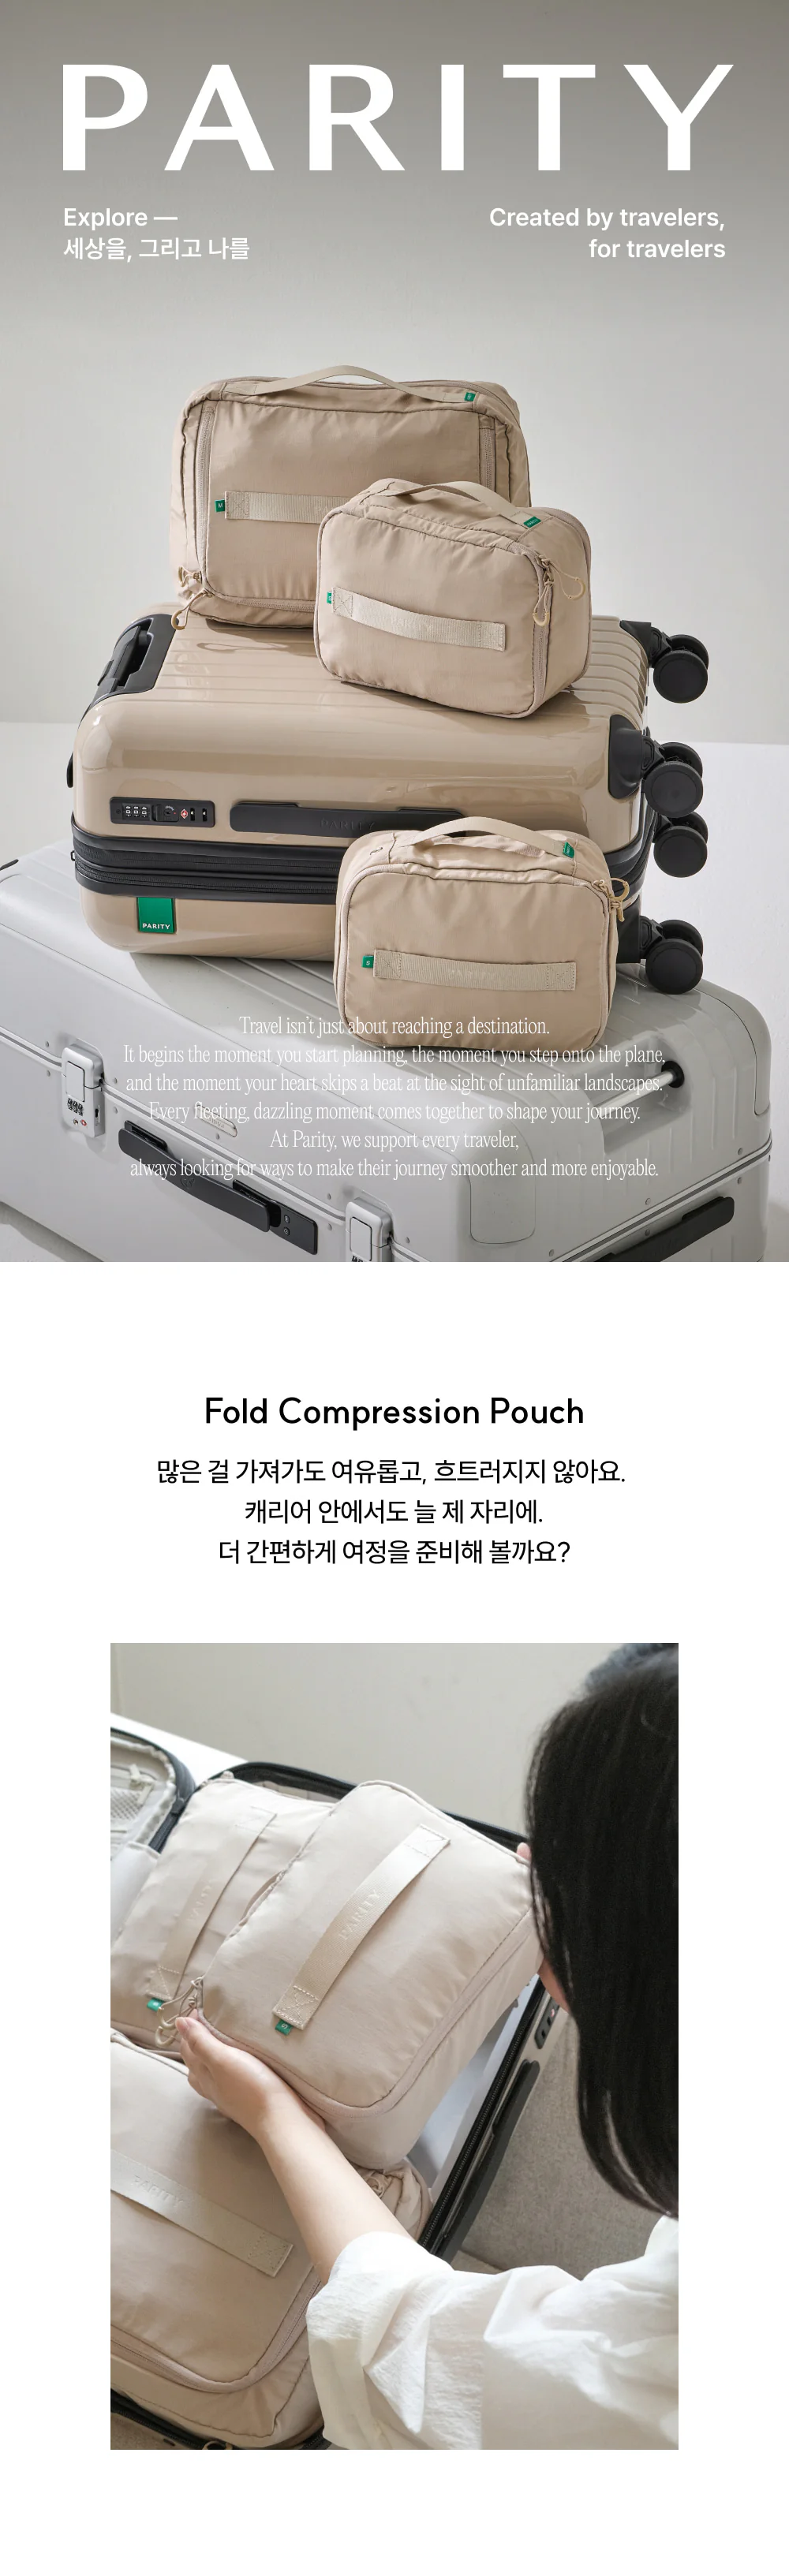 PARITY
Explore —
세상을, 그리고 나를
Created by travelers,
for travelers
PARITY
PARITY
S
Travel isn't just about reaching a destination.
It begins the moment you start planning, the moment you step onto the plane,
and the moment your heart skips a beat at the sight of unfamiliar landscapes.
Every fleeting, dazzling moment comes together to shape your journey.
At Parity, we support every traveler,
always looking for ways to make their journey smoother and more enjoyable.
Fold Compression Pouch
많은 걸 가져가도 여유롭고, 흐트러지지 않아요.
캐리어 안에서도 늘 제 자리에.
더 간편하게 여정을 준비해 볼까요?
PARITY
PARITY